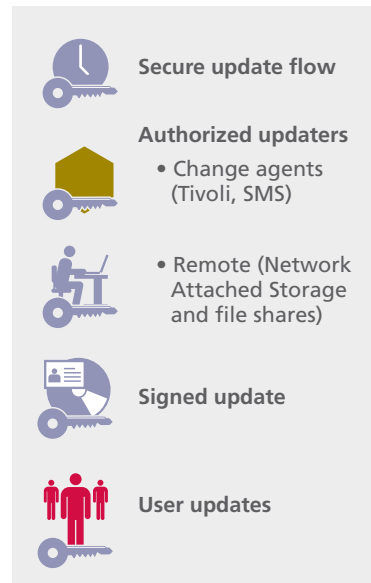 Secure update flow
Authorized updaters
• Change agents
(Tivoli, SMS)
• Remote (Network
Attached Storage
and file shares)
Signed update
User updates